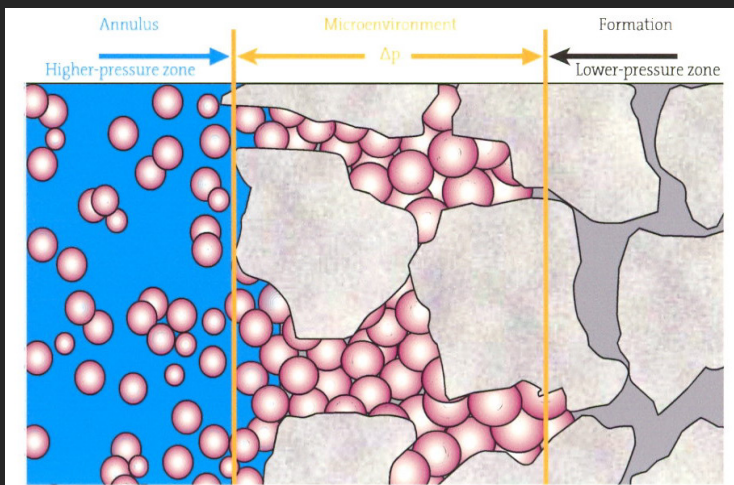 Annulus
Higher-pressure zone
Microenvironment
Δp
Formation
Lower-pressure zone